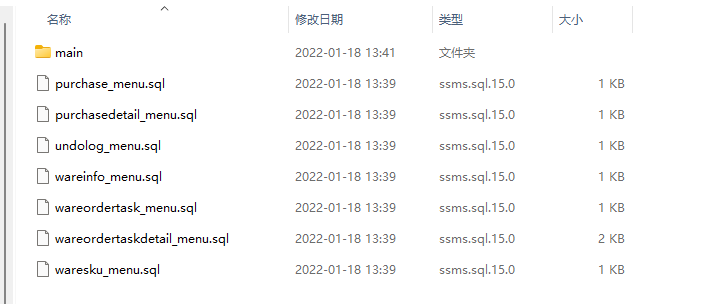 名称 修改日期 类型 大小
main 2022-01-18 13:41 文件夹
purchase_menu.sql 2022-01-18 13:39 ssms.sql.15.0 1 KB
purchasedetail_menu.sql 2022-01-18 13:39 ssms.sql.15.0 1 KB
undolog_menu.sql 2022-01-18 13:39 ssms.sql.15.0 1 KB
wareinfo_menu.sql 2022-01-18 13:39 ssms.sql.15.0 1 KB
wareordertask_menu.sql 2022-01-18 13:39 ssms.sql.15.0 1 KB
wareordertaskdetail_menu.sql 2022-01-18 13:39 ssms.sql.15.0 2 KB
waresku_menu.sql 2022-01-18 13:39 ssms.sql.15.0 1 KB